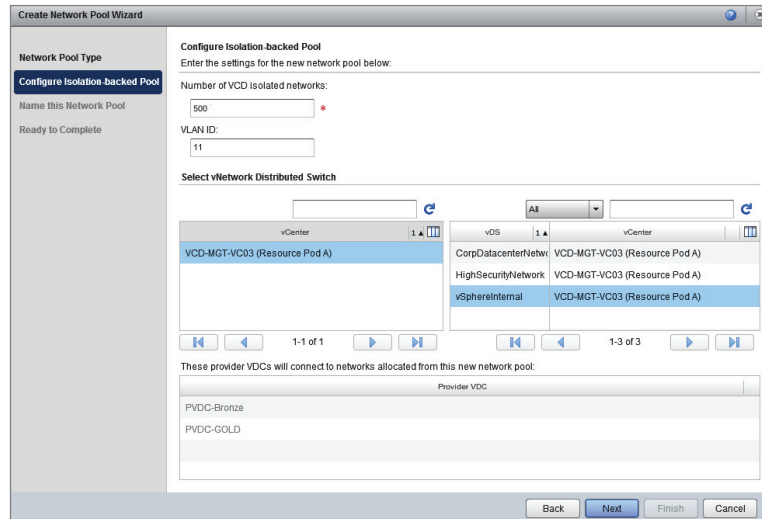 Create Network Pool Wizard
Network Pool Type
Configure Isolation-backed Pool
Name this Network Pool
Ready to Complete
Configure Isolation-backed Pool
Enter the settings for the new network pool below:
Number of VCD isolated networks:
500 *
VLAN ID:
11
Select vNetwork Distributed Switch
All
vCenter 1 ▲
VCD-MGT-VC03 (Resource Pod A)
1-1 of 1
vDS 1 ▲ vCenter
CorpDatacenterNetwo VCD-MGT-VC03 (Resource Pod A)
HighSecurityNetwork VCD-MGT-VC03 (Resource Pod A)
vSphereInternal VCD-MGT-VC03 (Resource Pod A)
1-3 of 3
These provider VDCs will connect to networks allocated from this new network pool:
Provider VDC
PVDC-Bronze
PVDC-GOLD
Back Next Finish Cancel